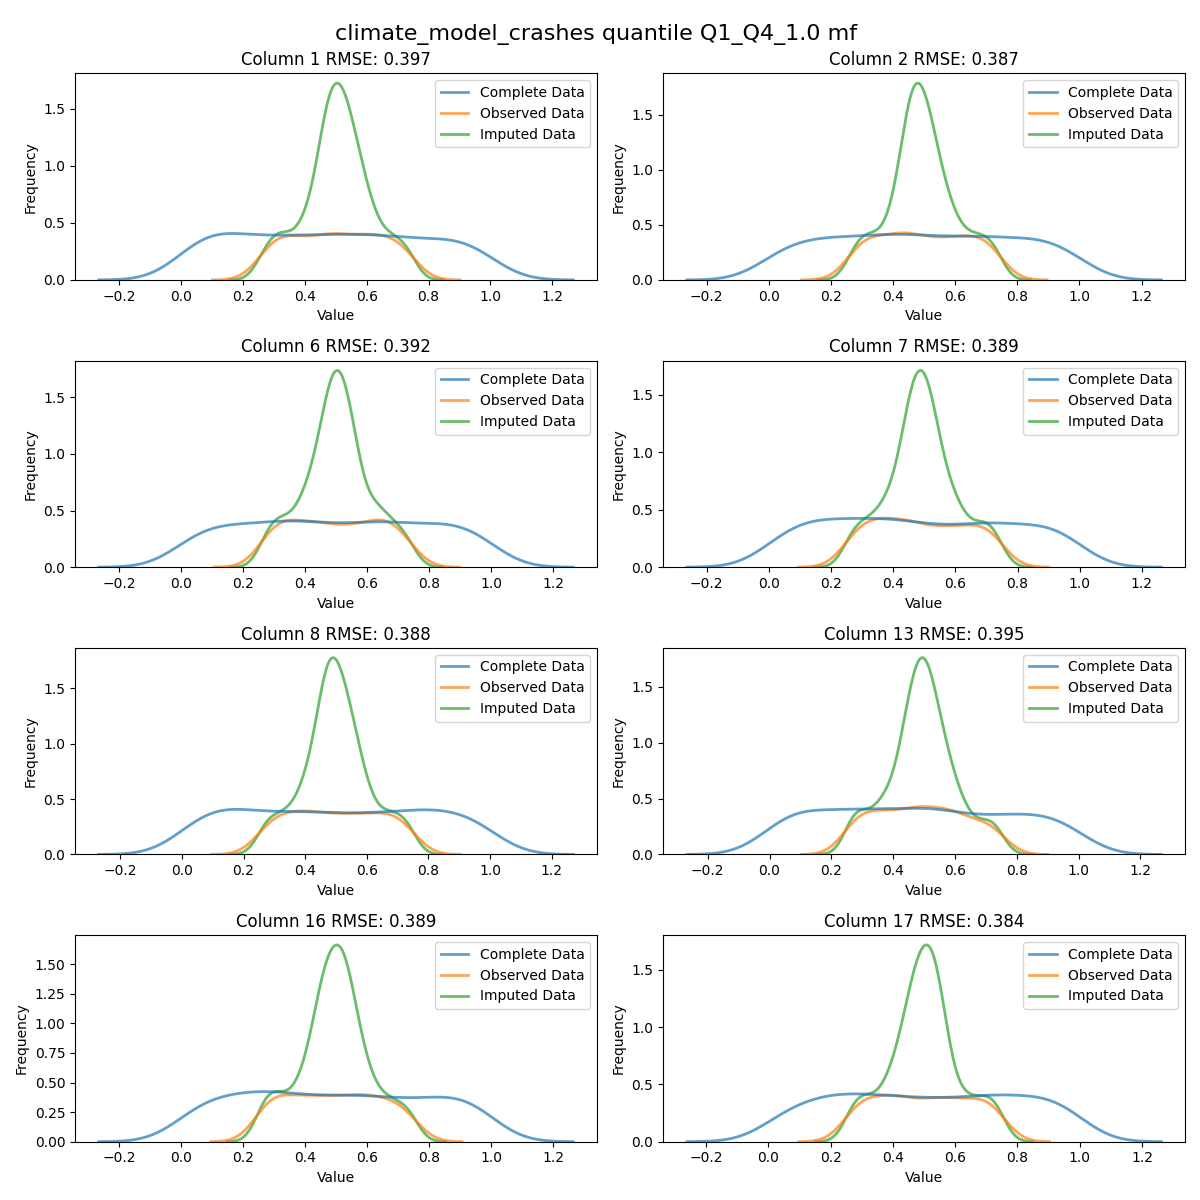 climate_model_crashes quantile Q1_Q4_1.0 mf
Column 1 RMSE: 0.397
Column 2 RMSE: 0.387
Complete Data
Observed Data
Imputed Data
Complete Data
Observed Data
Imputed Data
Frequency
1.5
1.0
0.5
0.0
Frequency
1.5
1.0
0.5
0.0
−0.2 0.0 0.2 0.4 0.6 0.8 1.0 1.2
Value
−0.2 0.0 0.2 0.4 0.6 0.8 1.0 1.2
Value
Column 6 RMSE: 0.392
Column 7 RMSE: 0.389
Complete Data
Observed Data
Imputed Data
Complete Data
Observed Data
Imputed Data
Frequency
1.5
1.0
0.5
0.0
Frequency
1.5
1.0
0.5
0.0
−0.2 0.0 0.2 0.4 0.6 0.8 1.0 1.2
Value
−0.2 0.0 0.2 0.4 0.6 0.8 1.0 1.2
Value
Column 8 RMSE: 0.388
Column 13 RMSE: 0.395
Complete Data
Observed Data
Imputed Data
Complete Data
Observed Data
Imputed Data
Frequency
1.5
1.0
0.5
0.0
Frequency
1.5
1.0
0.5
0.0
−0.2 0.0 0.2 0.4 0.6 0.8 1.0 1.2
Value
−0.2 0.0 0.2 0.4 0.6 0.8 1.0 1.2
Value
Column 16 RMSE: 0.389
Column 17 RMSE: 0.384
Complete Data
Observed Data
Imputed Data
Complete Data
Observed Data
Imputed Data
Frequency
1.50
1.25
1.00
0.75
0.50
0.25
0.00
Frequency
1.5
1.0
0.5
0.0
−0.2 0.0 0.2 0.4 0.6 0.8 1.0 1.2
Value
−0.2 0.0 0.2 0.4 0.6 0.8 1.0 1.2
Value